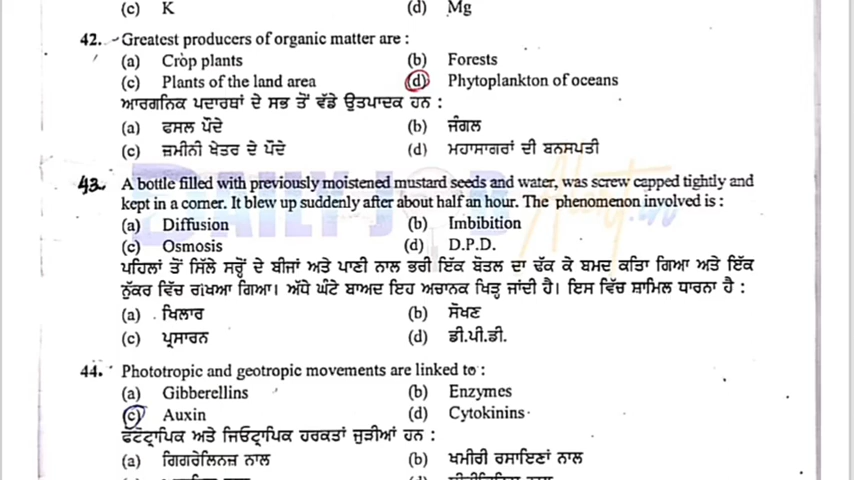 (c) K (d) Mg
42. Greatest producers of organic matter are :
(a) Crop plants (b) Forests
(c) Plants of the land area (d) Phytoplankton of oceans
ਆਰਗਨਿਕ ਪਦਾਰਥਾਂ ਦੇ ਸਭ ਤੋਂ ਵੱਡੇ ਉਤਪਾਦਕ ਹਨ :
(a) ਫਸਲ ਪੌਦੇ (b) ਜੰਗਲ
(c) ਜ਼ਮੀਨੀ ਖੇਤਰ ਦੇ ਪੌਦੇ (d) ਮਹਾਸਾਗਰਾਂ ਦੀ ਬਨਸਪਤੀ
43. A bottle filled with previously moistened mustard seeds and water, was screw capped tightly and
kept in a corner. It blew up suddenly after about half an hour. The phenomenon involved is :
(a) Diffusion (b) Imbibition
(c) Osmosis (d) D.P.D.
ਪਹਿਲਾਂ ਤੋਂ ਸਿੱਲੇ ਸਰ੍ਹੋਂ ਦੇ ਬੀਜਾਂ ਅਤੇ ਪਾਣੀ ਨਾਲ ਭਰੀ ਇੱਕ ਬੋਤਲ ਦਾ ਢੱਕ ਕੇ ਬਮਦ ਕਤਿਾ ਗਿਆ ਅਤੇ ਇੱਕ
ਨੁੱਕਰ ਵਿੱਚ ਰੱਖਿਆ ਗਿਆ। ਅੱਧੇ ਘੰਟੇ ਬਾਅਦ ਇਹ ਅਚਾਨਕ ਖਿੜ੍ਹ ਜਾਂਦੀ ਹੈ। ਇਸ ਵਿੱਚ ਸ਼ਾਮਿਲ ਧਾਰਨਾ ਹੈ :
(a) ਖਿਲਾਰ (b) ਸੋਖਣ
(c) ਪ੍ਰਸਾਰਨ (d) ਡੀ.ਪੀ.ਡੀ.
44. Phototropic and geotropic movements are linked to :
(a) Gibberellins (b) Enzymes
(c) Auxin (d) Cytokinins
ਫੋਟੋਟ੍ਰਾਪਿਕ ਅਤੇ ਜਿਓਟ੍ਰਾਪਿਕ ਹਰਕਤਾਂ ਜੁੜੀਆਂ ਹਨ :
(a) ਗਿਗਰੇਲਿਨਜ਼ ਨਾਲ (b) ਖਮੀਰੀ ਰਸਾਇਣਾਂ ਨਾਲ